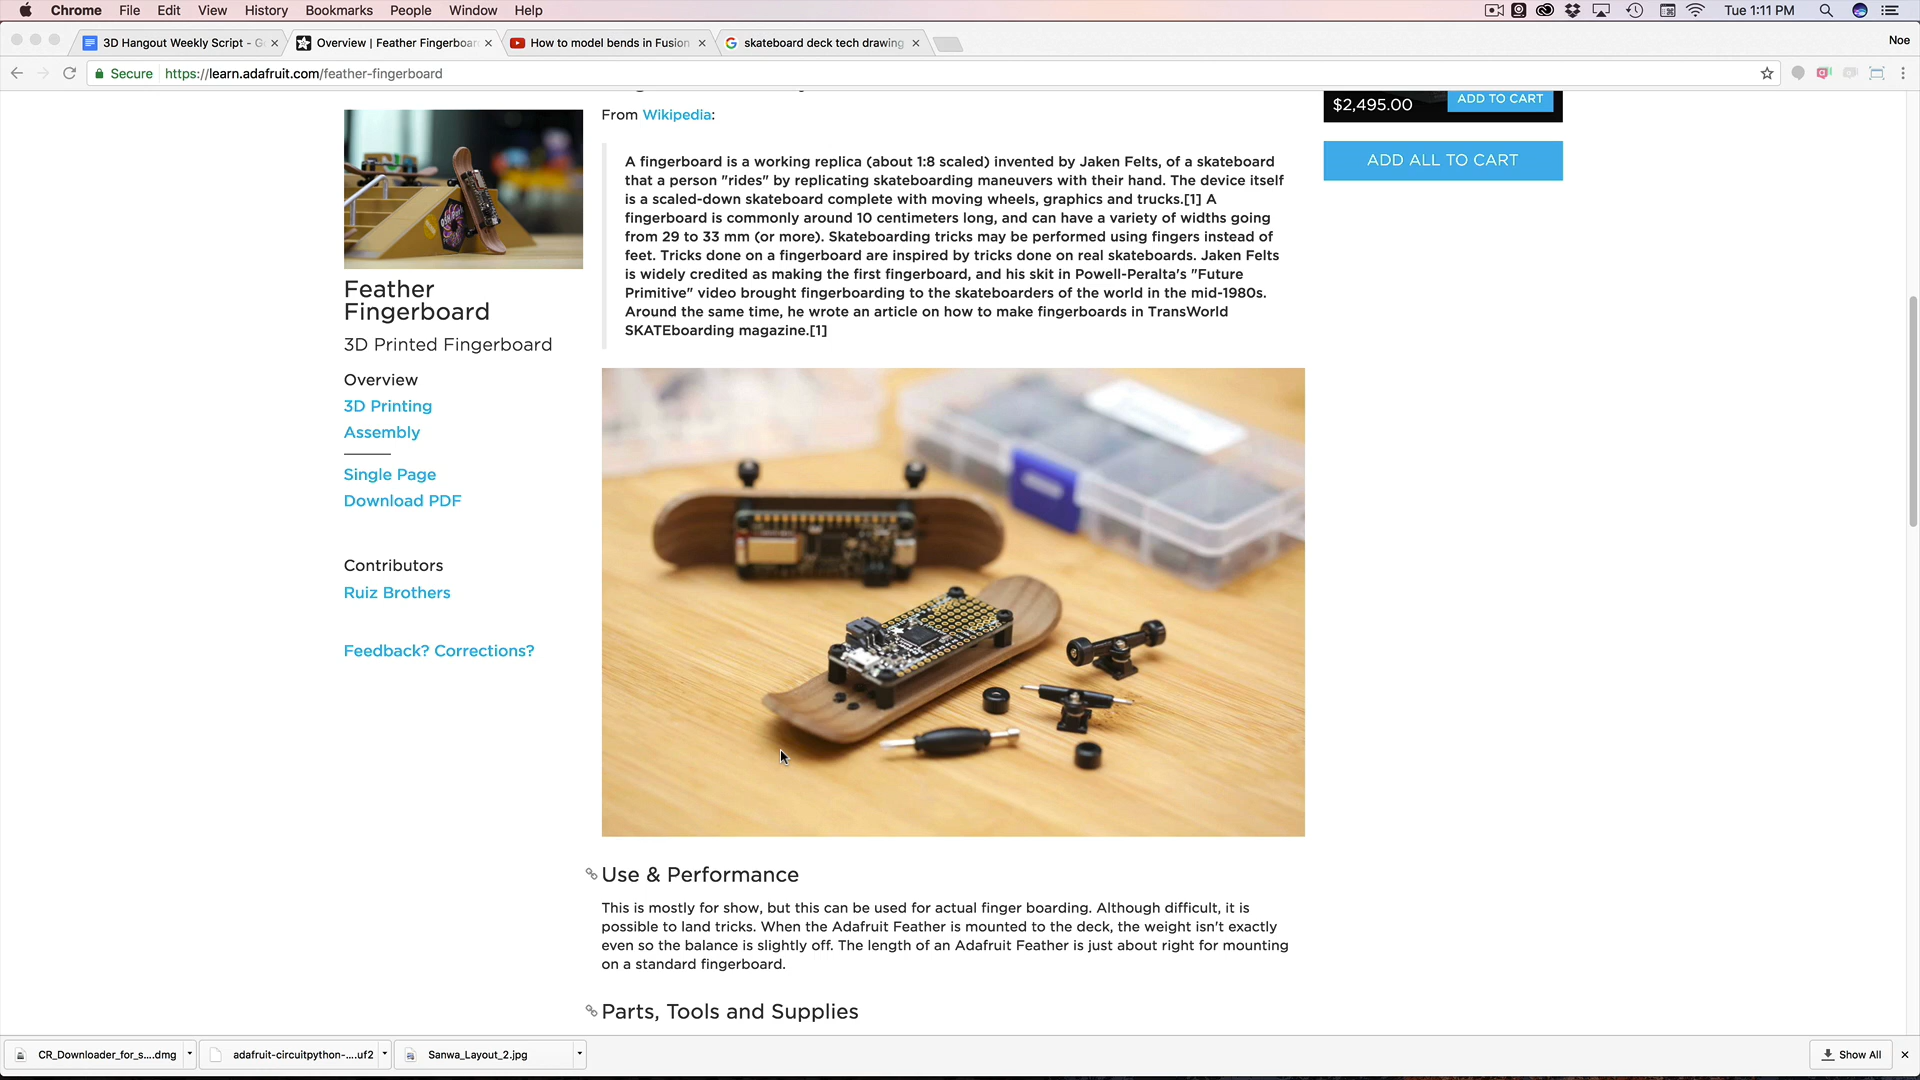 Chrome File Edit View History Bookmarks People Window Help Tue 1:11 PM
3D Hangout Weekly Script - G
Overview | Feather Fingerboar
How to model bends in Fusion
skateboard deck tech drawing
Noe
Secure https://learn.adafruit.com/feather-fingerboard
From Wikipedia:
$2,495.00
ADD TO CART
ADD ALL TO CART
A fingerboard is a working replica (about 1:8 scaled) invented by Jaken Felts, of a skateboard
that a person "rides" by replicating skateboarding maneuvers with their hand. The device itself
is a scaled-down skateboard complete with moving wheels, graphics and trucks.[1] A
fingerboard is commonly around 10 centimeters long, and can have a variety of widths going
from 29 to 33 mm (or more). Skateboarding tricks may be performed using fingers instead of
feet. Tricks done on a fingerboard are inspired by tricks done on real skateboards. Jaken Felts
is widely credited as making the first fingerboard, and his skit in Powell-Peralta's "Future
Primitive" video brought fingerboarding to the skateboarders of the world in the mid-1980s.
Around the same time, he wrote an article on how to make fingerboards in TransWorld
SKATEboarding magazine.[1]
Feather
Fingerboard
3D Printed Fingerboard
Overview
3D Printing
Assembly
Single Page
Download PDF
Contributors
Ruiz Brothers
Feedback? Corrections?
Use & Performance
This is mostly for show, but this can be used for actual finger boarding. Although difficult, it is
possible to land tricks. When the Adafruit Feather is mounted to the deck, the weight isn't exactly
even so the balance is slightly off. The length of an Adafruit Feather is just about right for mounting
on a standard fingerboard.
Parts, Tools and Supplies
CR_Downloader_for_s....dmg
adafruit-circuitpython-....uf2
Sanwa_Layout_2.jpg
Show All